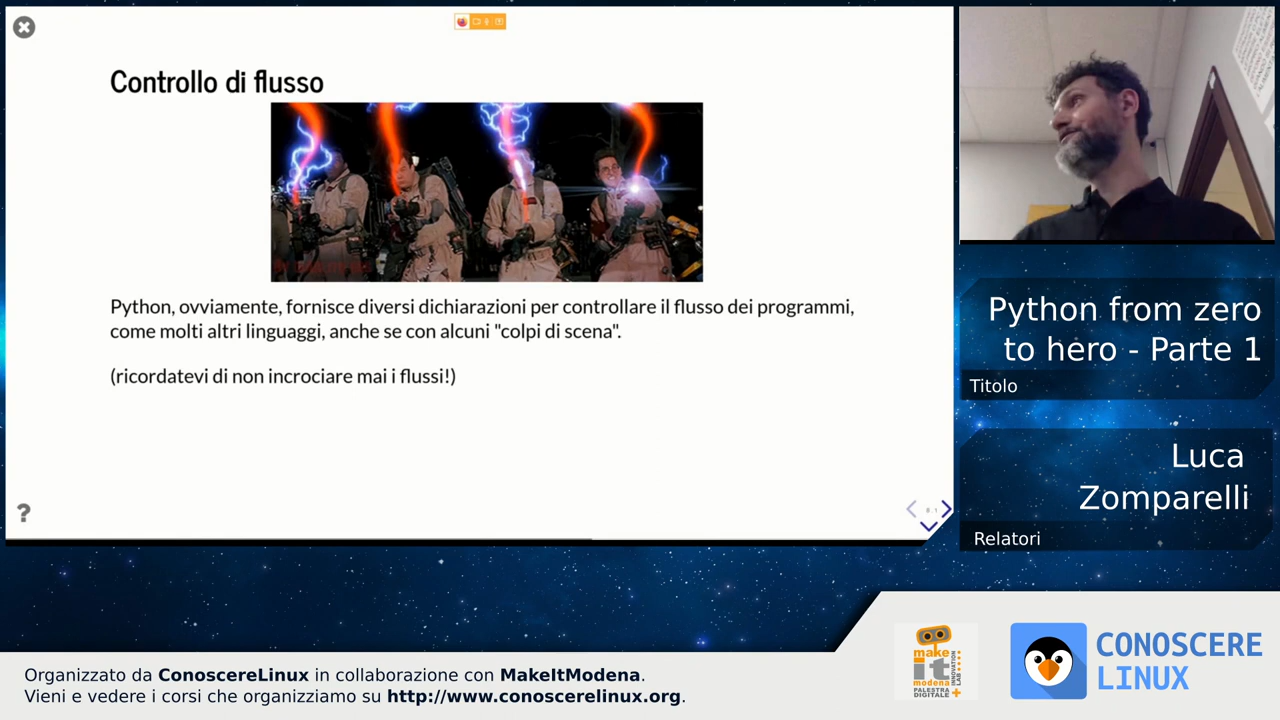 Controllo di flusso
Python, ovviamente, fornisce diversi dichiarazioni per controllare il flusso dei programmi,
come molti altri linguaggi, anche se con alcuni "colpi di scena".
(ricordatevi di non incrociare mai i flussi!)
?
Python from zero
to hero - Parte 1
Titolo
Luca
Zomparelli
Relatori
make
it
modena
PALESTRA
DIGITALE
INNOVATION
LAB
CONOSCERE
LINUX
Organizzato da ConoscereLinux in collaborazione con MakeItModena.
Vieni e vedere i corsi che organizziamo su http://www.conoscerelinux.org.